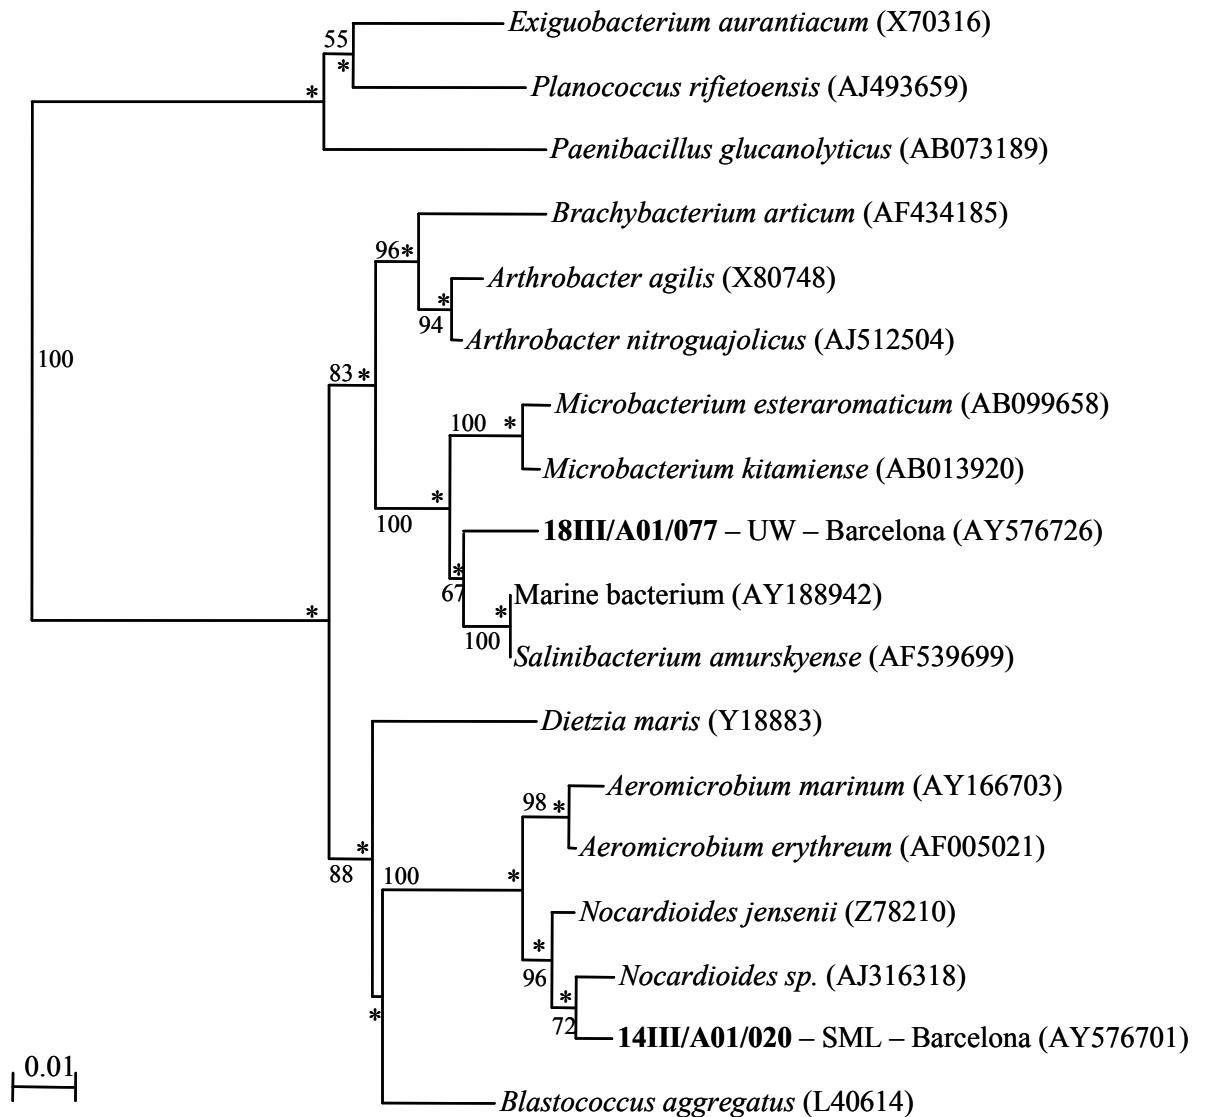 Exiguobacterium aurantiacum (X70316)
55
*
Planococcus rifietoensis (AJ493659)
*
Paenibacillus glucanolyticus (AB073189)
Brachybacterium articum (AF434185)
96*
Arthrobacter agilis (X80748)
*
94
Arthrobacter nitroguajolicus (AJ512504)
100
83 *
Microbacterium esteraromaticum (AB099658)
100 *
Microbacterium kitamiense (AB013920)
*
100
18III/A01/077 – UW – Barcelona (AY576726)
*
67
Marine bacterium (AY188942)
*
100
*
Salinibacterium amurskyense (AF539699)
Dietzia maris (Y18883)
Aeromicrobium marinum (AY166703)
98 *
Aeromicrobium erythreum (AF005021)
*
88
100 *
Nocardioides jensenii (Z78210)
*
96
Nocardioides sp. (AJ316318)
*
72
*
14III/A01/020 – SML – Barcelona (AY576701)
0.01
Blastococcus aggregatus (L40614)